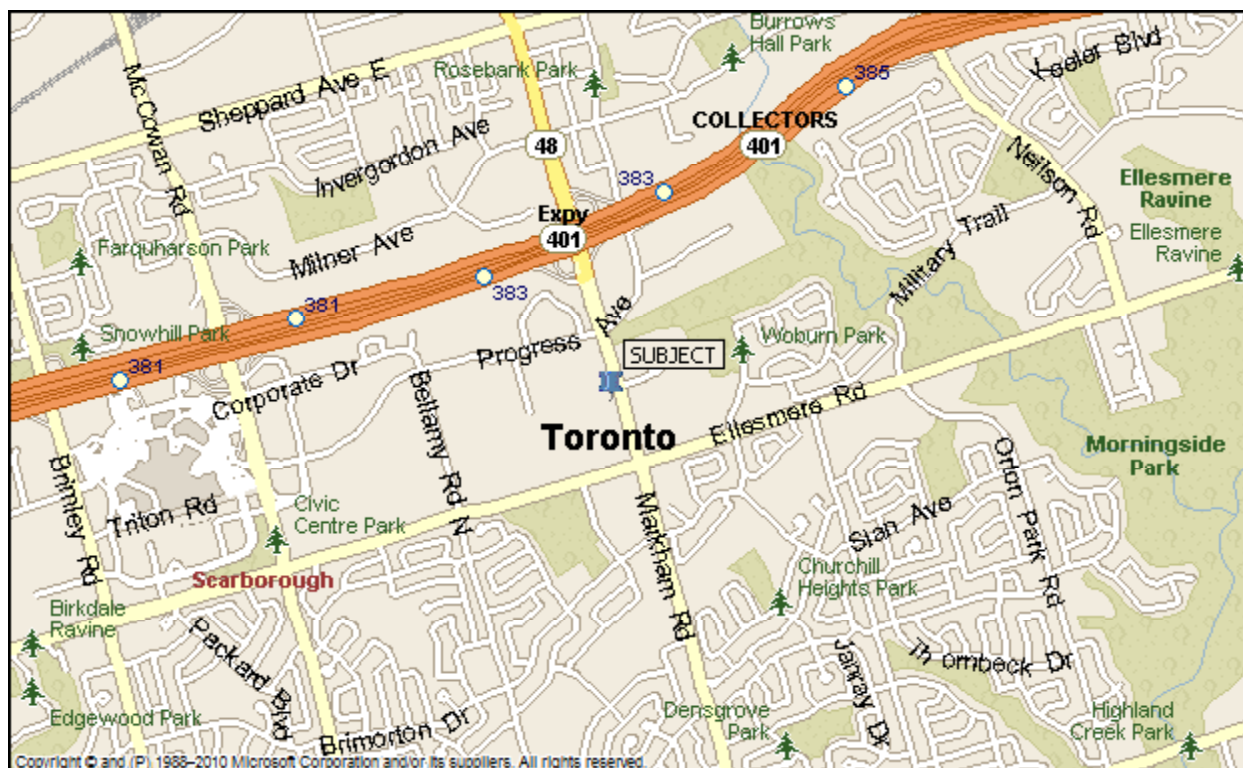 Burrows
Hall Park
Keeler Blvd
McCowan Rd
Sheppard Ave E
Rosebank Park
385
COLLECTORS
401
48
Invergordon Ave
Neilson Rd
Ellesmere
Ravine
383
Expy
401
Ellesmere
Ravine
Farquharson Park
Milner Ave
Military Trail
383
381
Snowhill Park
Progress Ave
Woburn Park
SUBJECT
381
Corporate Dr
Bellamy Rd N
Toronto
Ellesmere Rd
Morningside
Park
Brimley Rd
Triton Rd
Civic
Centre Park
Markham Rd
Slan Ave
Orton Park Rd
Scarborough
Churchill
Heights Park
Birkdale
Ravine
Packard Blvd
Janray Dr
Thornbeck Dr
Edgewood Park
Brimorton Dr
Densgrove
Park
Highland
Creek Park
Copyright © and (P) 1988–2010 Microsoft Corporation and/or its suppliers. All rights reserved.